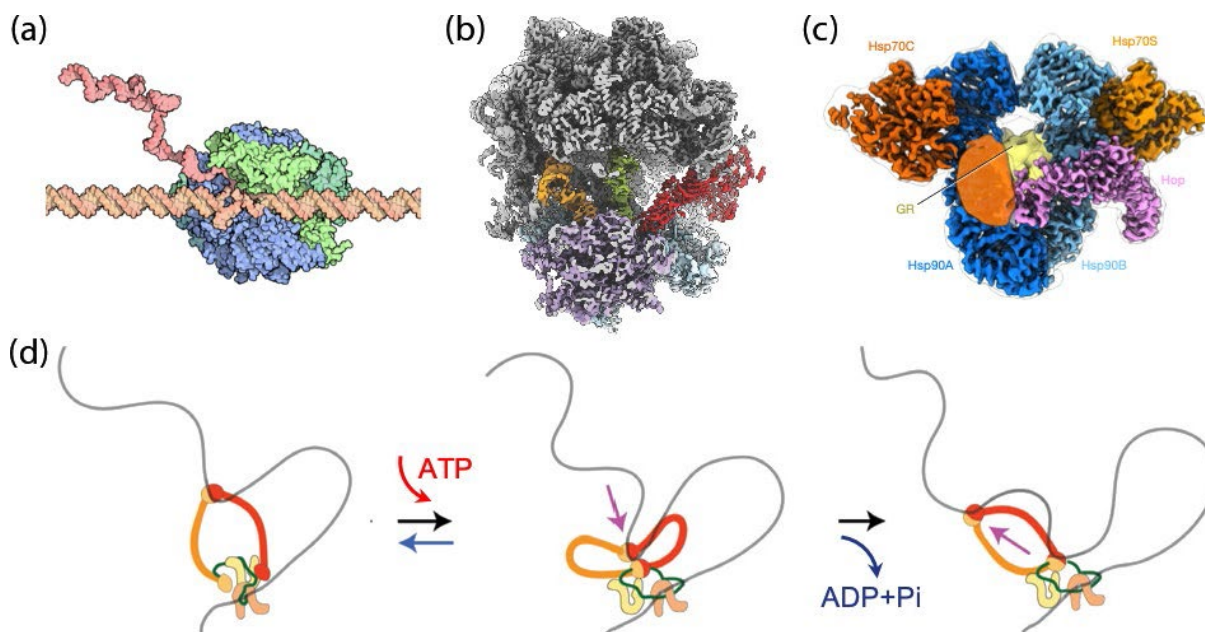 (a)
(b)
(c)
Hsp70C
Hsp70S
GR
Hop
Hsp90A
Hsp90B
(d)
ATP
ADP+Pi